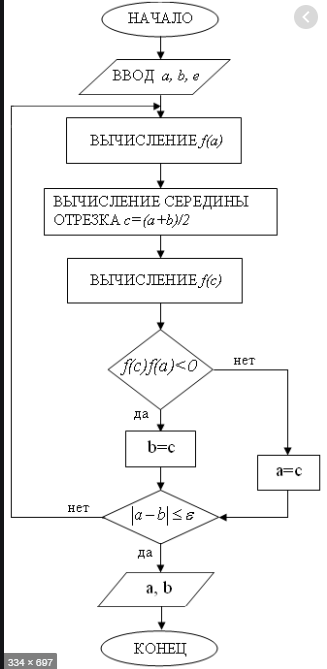 НАЧАЛО
ВВОД a, b, e
ВЫЧИСЛЕНИЕ f(a)
ВЫЧИСЛЕНИЕ СЕРЕДИНЫ
ОТРЕЗКА c=(a+b)/2
ВЫЧИСЛЕНИЕ f(c)
f(c)f(a)<0
нет
да
b=c
a=c
|a−b|≤ε
нет
да
a, b
КОНЕЦ
334 × 697